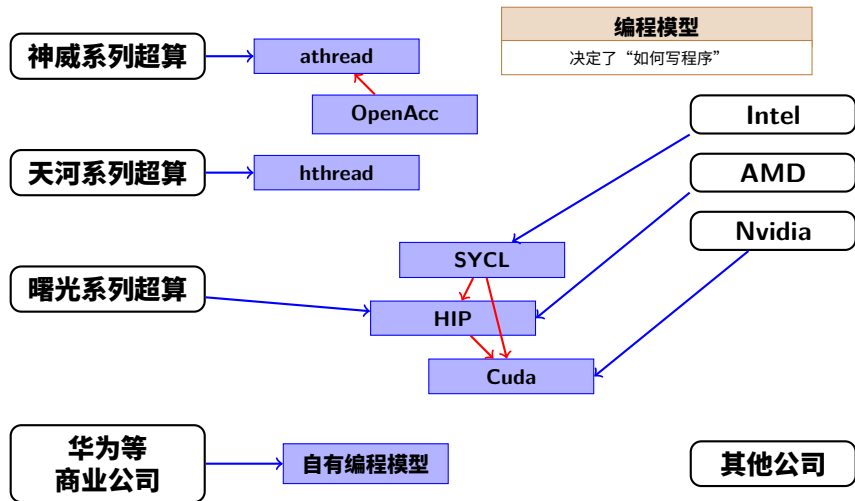 编程模型
决定了“如何写程序”
神威系列超算
athread
OpenAcc
Intel
天河系列超算
hthread
AMD
Nvidia
SYCL
曙光系列超算
HIP
Cuda
华为等
商业公司
自有编程模型
其他公司